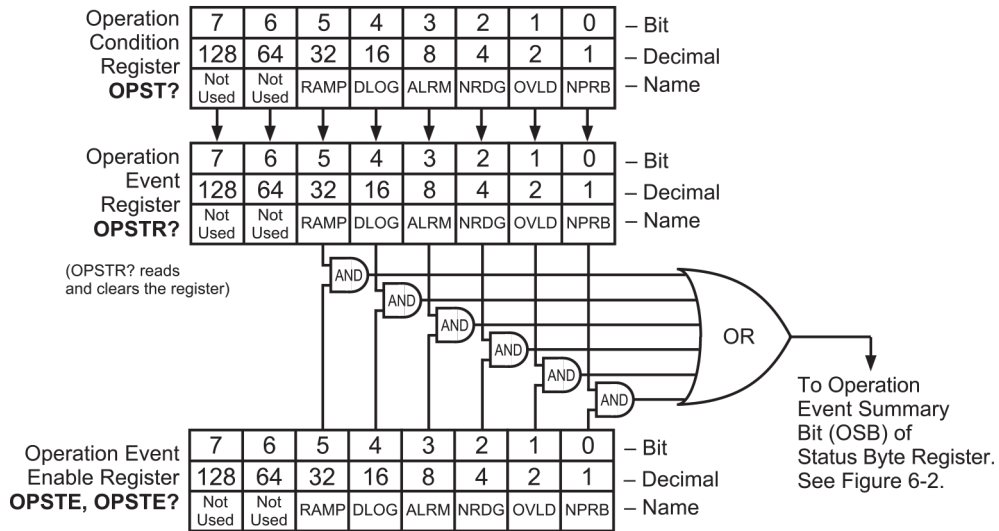 Operation
Condition
Register
OPST?
7 6 5 4 3 2 1 0 – Bit
128 64 32 16 8 4 2 1 – Decimal
Not Used Not Used RAMP DLOG ALRM NRDG OVLD NPRB – Name
Operation
Event
Register
OPSTR?
7 6 5 4 3 2 1 0 – Bit
128 64 32 16 8 4 2 1 – Decimal
Not Used Not Used RAMP DLOG ALRM NRDG OVLD NPRB – Name
(OPSTR? reads
and clears the register)
AND
AND
AND
AND
AND
AND
OR
To Operation
Event Summary
Bit (OSB) of
Status Byte Register.
See Figure 6-2.
Operation Event
Enable Register
OPSTE, OPSTE?
7 6 5 4 3 2 1 0 – Bit
128 64 32 16 8 4 2 1 – Decimal
Not Used Not Used RAMP DLOG ALRM NRDG OVLD NPRB – Name